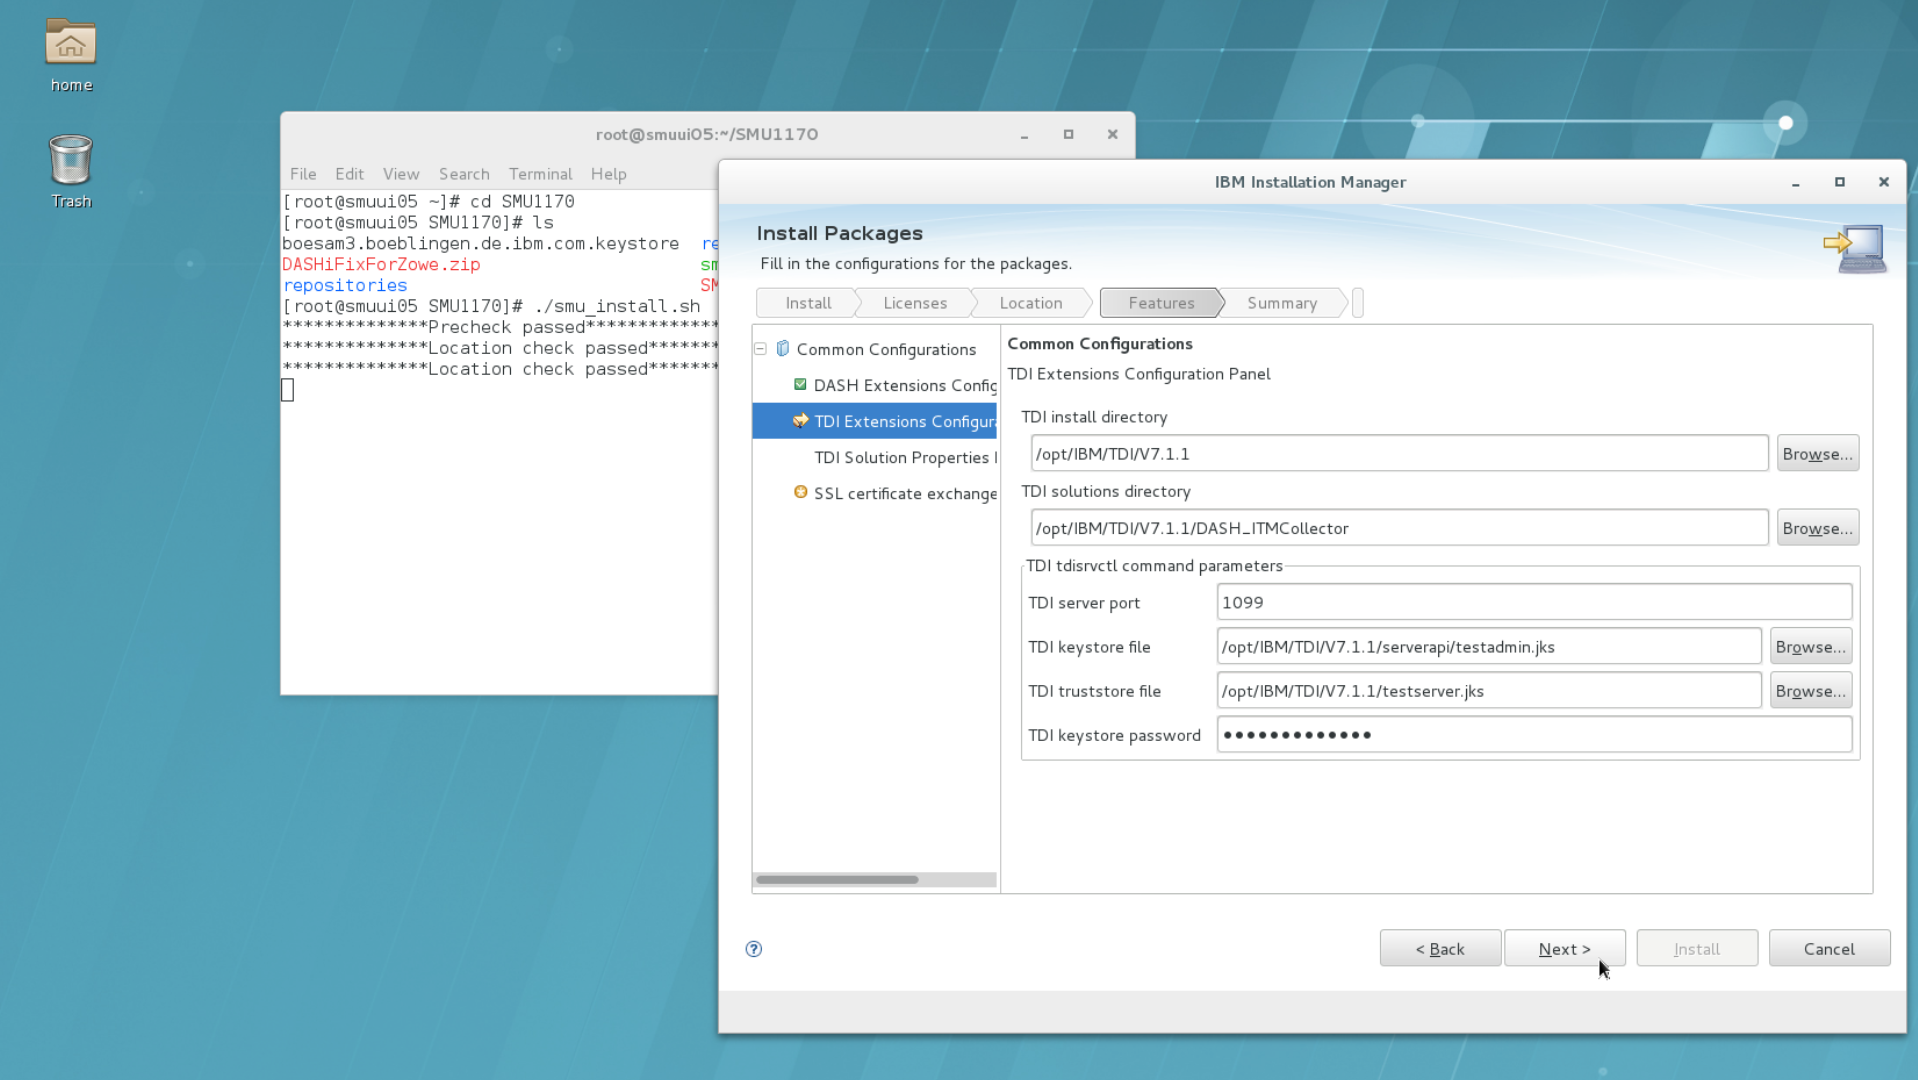 home
Trash
root@smuui05:~/SMU1170
File Edit View Search Terminal Help
[root@smuui05 ~]# cd SMU1170
[root@smuui05 SMU1170]# ls
boesam3.boeblingen.de.ibm.com.keystore re
DASHiFixForZowe.zip sm
repositories SM
[root@smuui05 SMU1170]# ./smu_install.sh
**************Precheck passed*************
**************Location check passed*******
**************Location check passed*******
IBM Installation Manager
Install Packages
Fill in the configurations for the packages.
Install Licenses Location Features Summary
Common Configurations
DASH Extensions Config
TDI Extensions Configura
TDI Solution Properties
SSL certificate exchange
Common Configurations
TDI Extensions Configuration Panel
TDI install directory
/opt/IBM/TDI/V7.1.1 Browse...
TDI solutions directory
/opt/IBM/TDI/V7.1.1/DASH_ITMCollector Browse...
TDI tdisrvctl command parameters
TDI server port 1099
TDI keystore file /opt/IBM/TDI/V7.1.1/serverapi/testadmin.jks Browse...
TDI truststore file /opt/IBM/TDI/V7.1.1/testserver.jks Browse...
TDI keystore password •••••••••••••
? < Back Next > Install Cancel